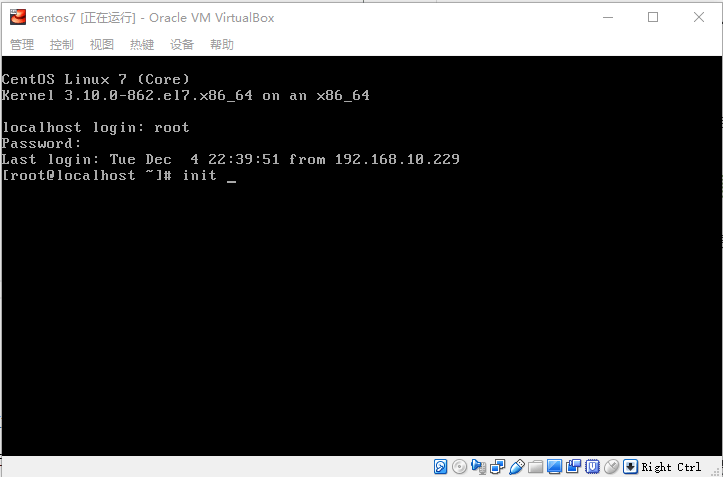 centos7 [正在运行] - Oracle VM VirtualBox
管理 控制 视图 热键 设备 帮助
CentOS Linux 7 (Core)
Kernel 3.10.0-862.el7.x86_64 on an x86_64
localhost login: root
Password:
Last login: Tue Dec  4 22:39:51 from 192.168.10.229
[root@localhost ~]# init _
Right Ctrl